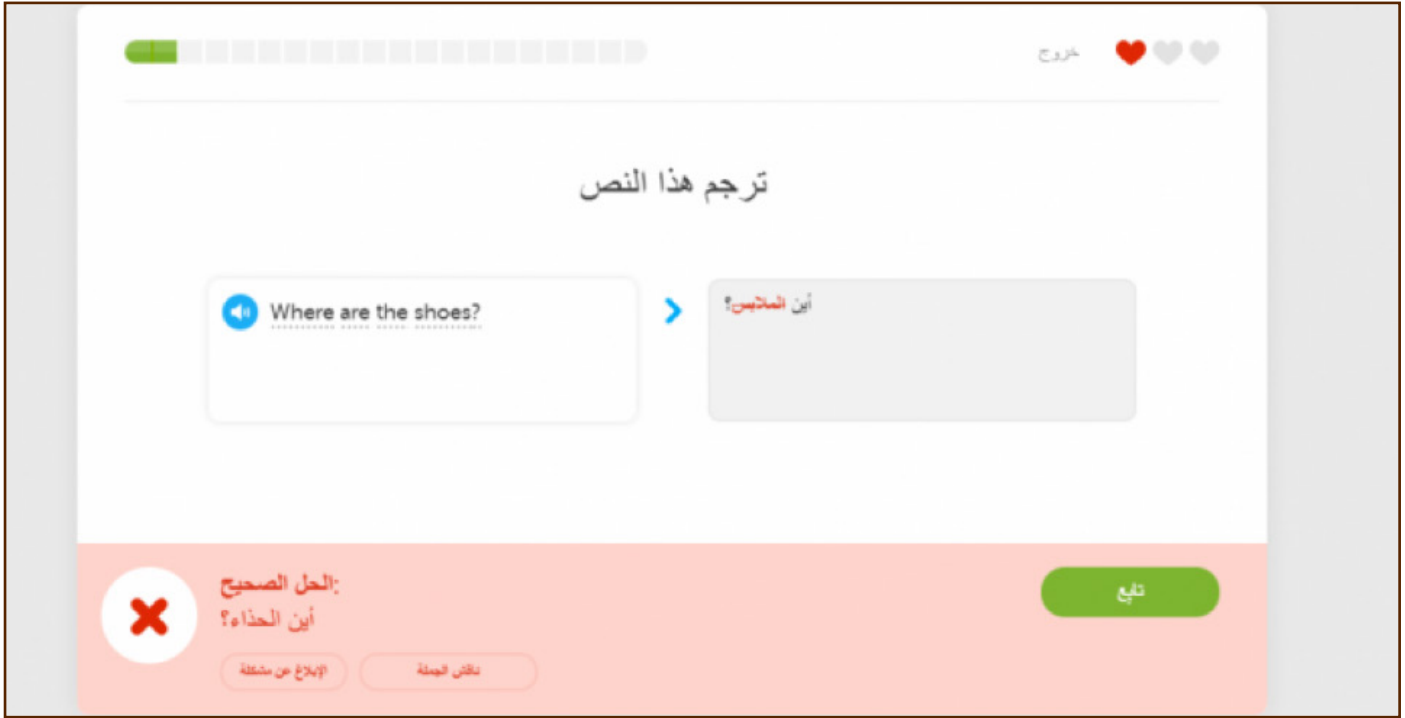 خروج
ترجم هذا النص
Where are the shoes?
أين الملابس؟
الحل الصحيح:
أين الحذاء؟
تابع
ناقش الجملة
الإبلاغ عن مشكلة